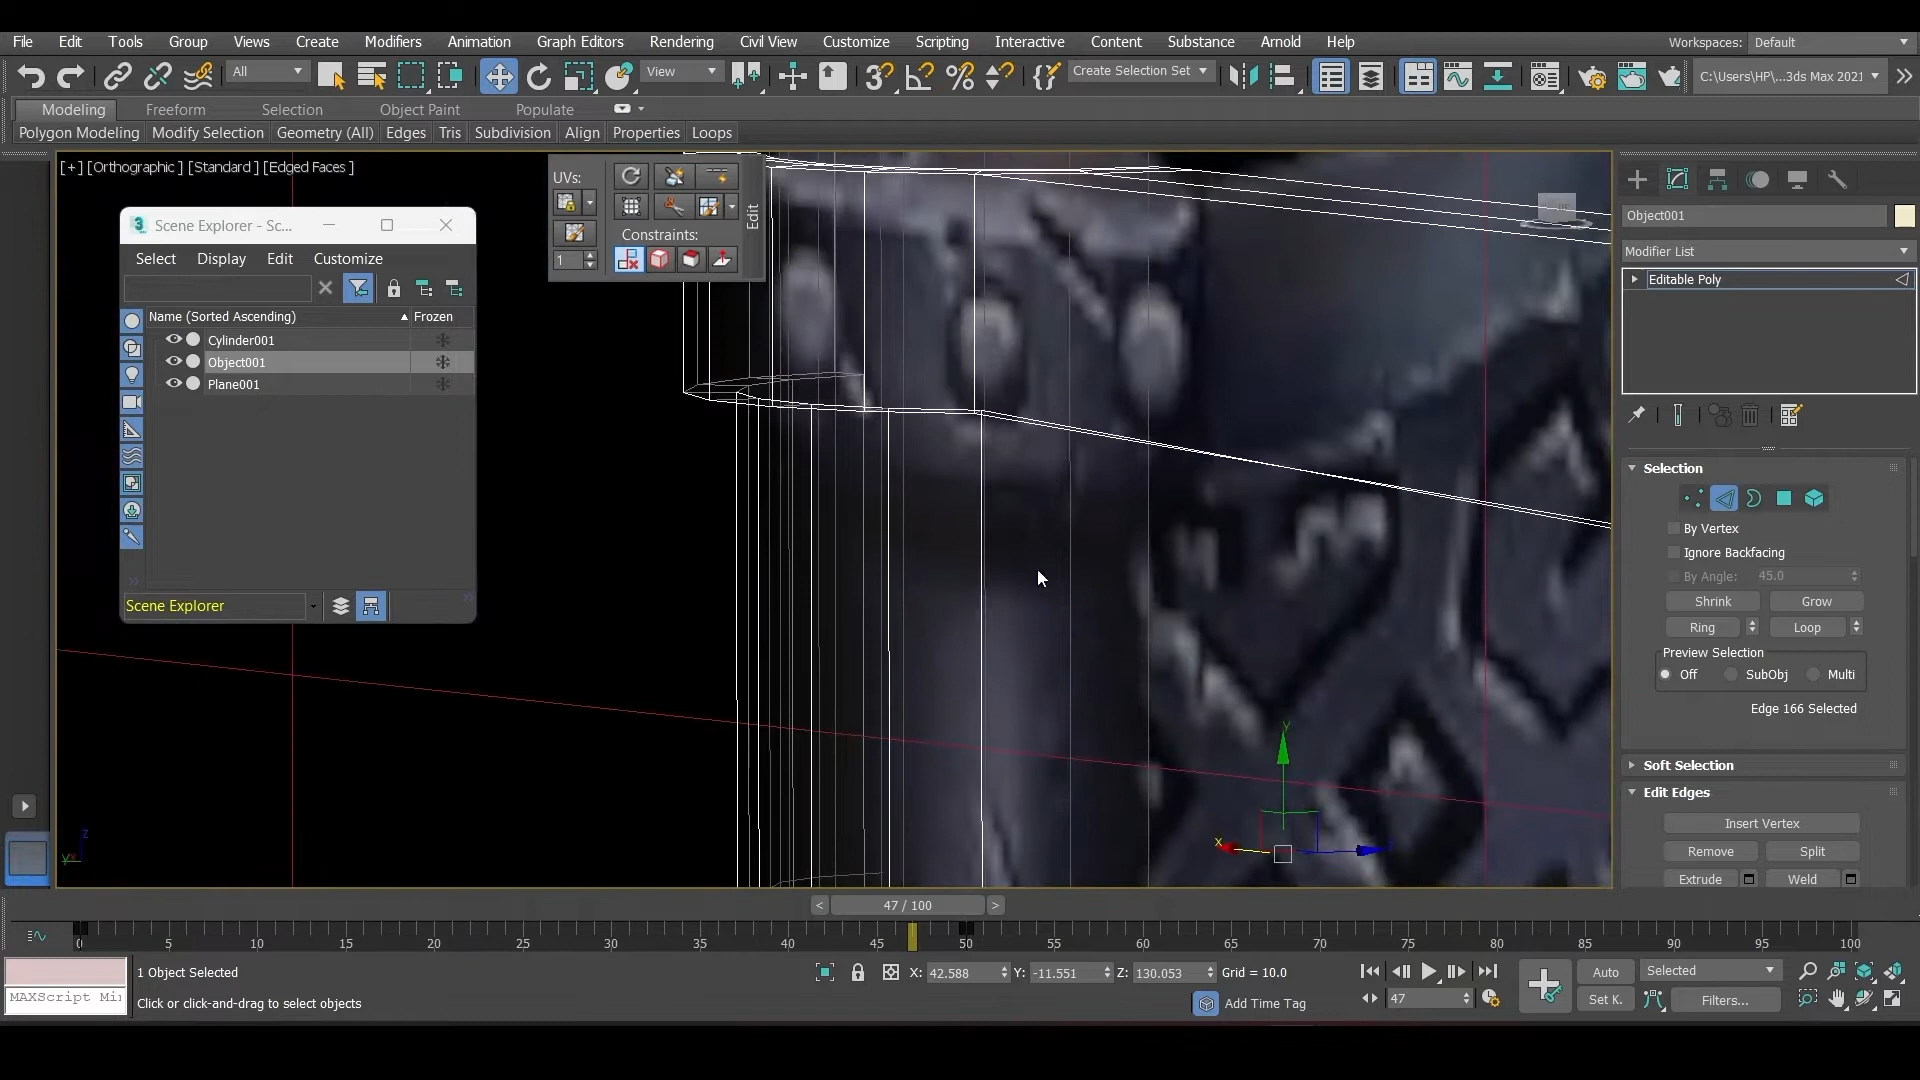 File Edit Tools Group Views Create Modifiers Animation Graph Editors Rendering Civil View Customize Scripting Interactive Content Substance Arnold Help Workspaces: Default
All View Create Selection Set C:\Users\HP\...3ds Max 2021
Modeling Freeform Selection Object Paint Populate
Polygon Modeling Modify Selection Geometry (All) Edges Tris Subdivision Align Properties Loops
[+] [Orthographic ] [Standard ] [Edged Faces ]
UVs:
Edit
Constraints:
1
Scene Explorer - Sc...
Select Display Edit Customize
Name (Sorted Ascending) Frozen
Cylinder001
Object001
Plane001
Scene Explorer
Object001
Modifier List
Editable Poly
Selection
By Vertex
Ignore Backfacing
By Angle: 45.0
Shrink Grow
Ring Loop
Preview Selection
Off SubObj Multi
Edge 166 Selected
Soft Selection
Edit Edges
Insert Vertex
Remove Split
Extrude Weld
y
x
z
47 / 100
0 5 10 15 20 25 30 35 40 45 50 55 60 65 70 75 80 85 90 95 100
1 Object Selected X: 42.588 Y: -11.551 Z: 130.053 Grid = 10.0 Auto Selected
MAXScript Mi
Click or click-and-drag to select objects Add Time Tag 47 Set K. Filters...